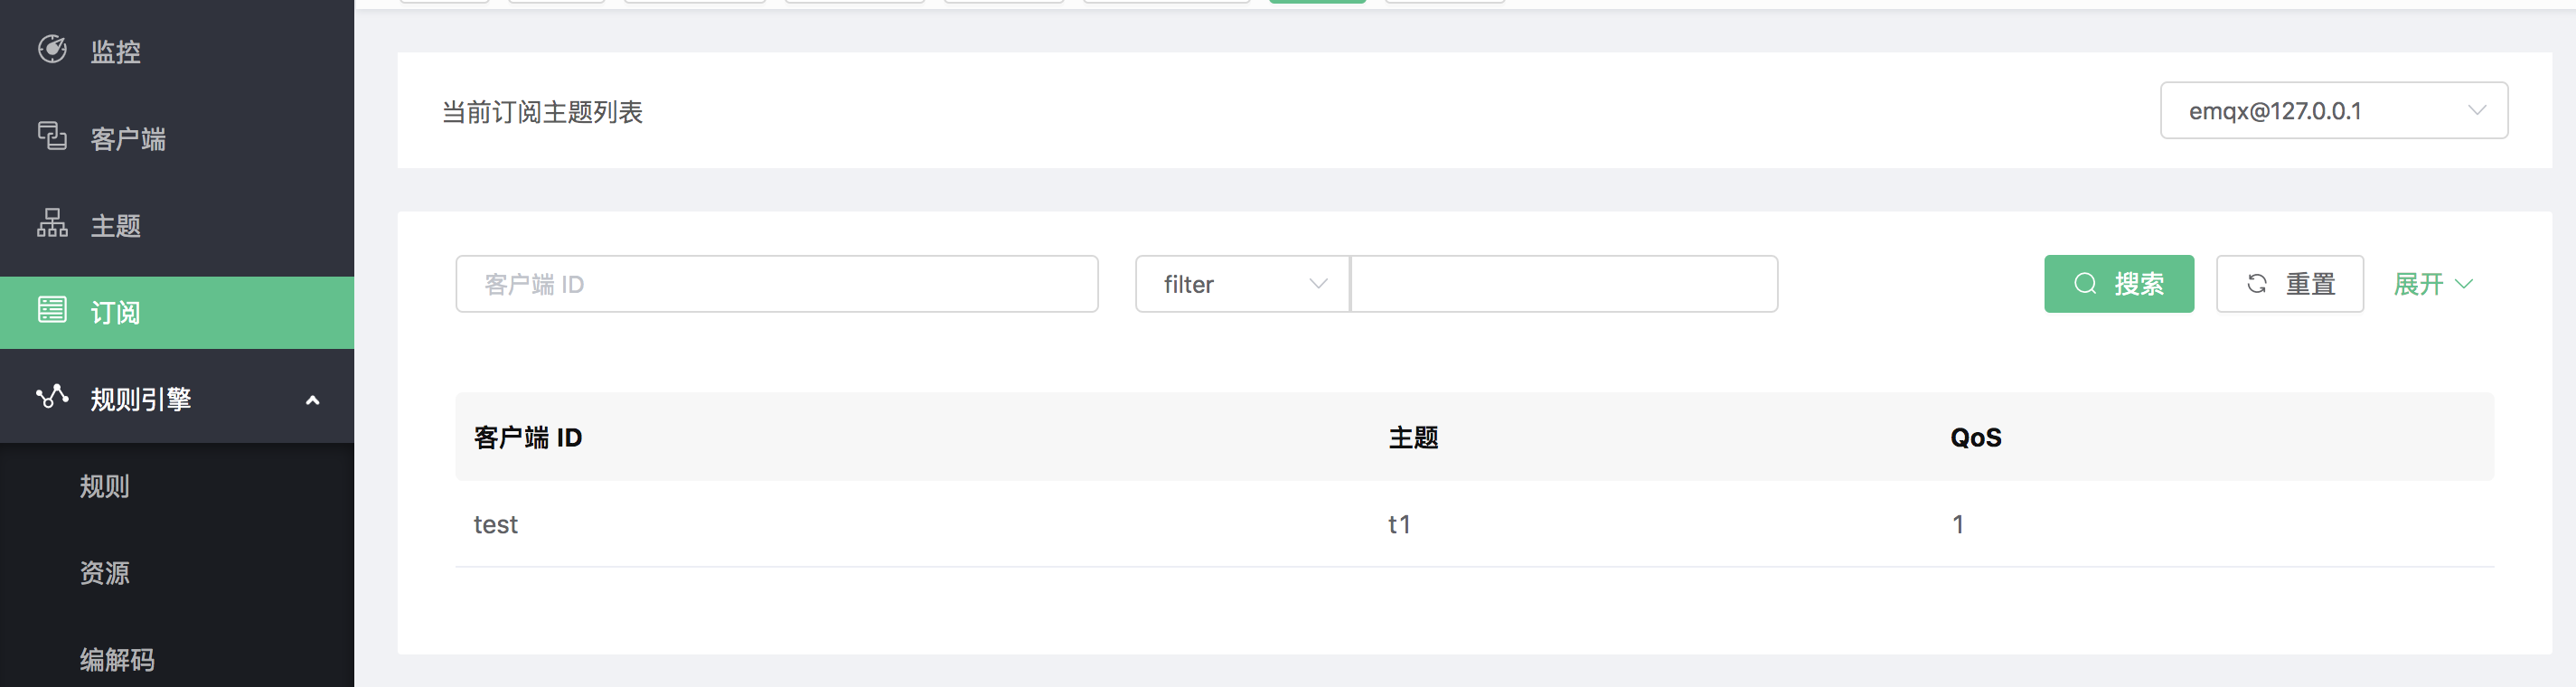 监控
客户端
主题
订阅
规则引擎
规则
资源
编解码
当前订阅主题列表
emqx@127.0.0.1
客户端 ID
filter
搜索
重置
展开
客户端 ID 主题 QoS
test t1 1